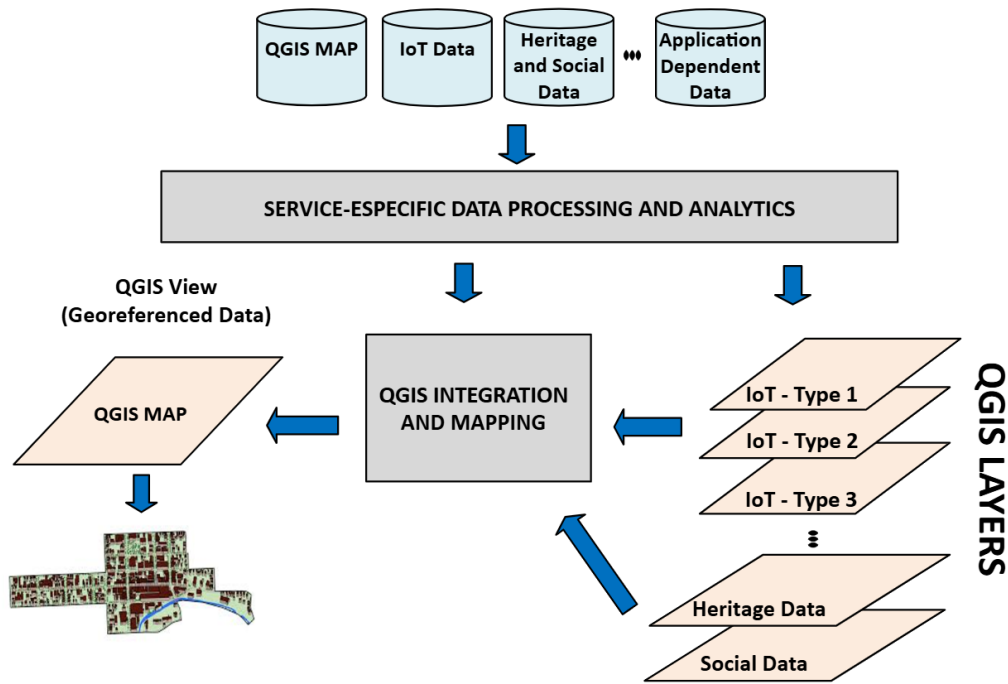 QGIS MAP
IoT Data
Heritage
and Social
Data
Application
Dependent
Data
SERVICE-ESPECIFIC DATA PROCESSING AND ANALYTICS
QGIS View
(Georeferenced Data)
QGIS MAP
QGIS INTEGRATION
AND MAPPING
IoT - Type 1
IoT - Type 2
IoT - Type 3
Heritage Data
Social Data
QGIS LAYERS